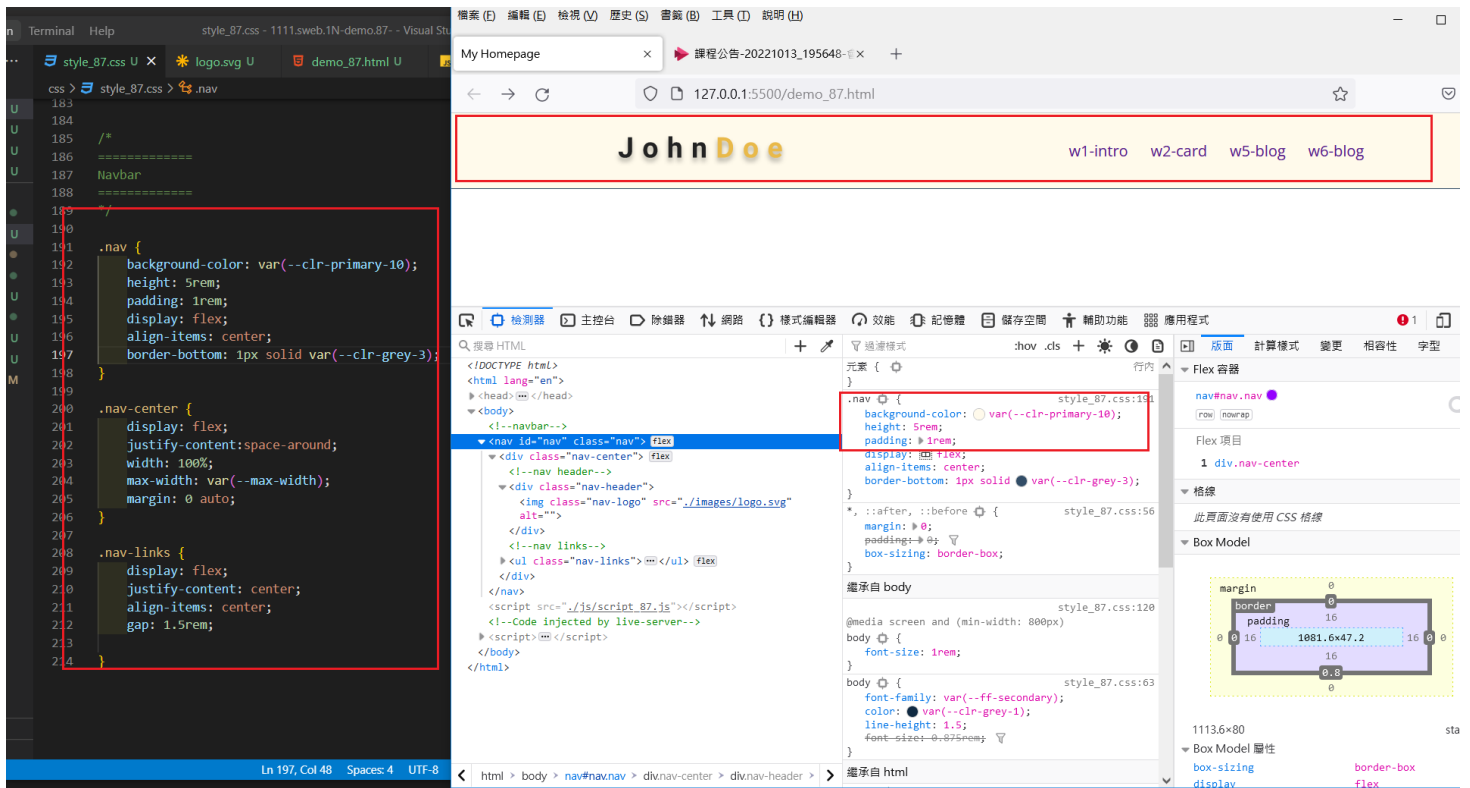 n Terminal Help style_87.css - 1111.sweb.1N-demo.87- - Visual Stu
style_87.css U × logo.svg U demo_87.html U
css > style_87.css > .nav
183
184
185 /*
186 =============
187 Navbar
188 =============
189 */
190
191 .nav {
192 background-color: var(--clr-primary-10);
193 height: 5rem;
194 padding: 1rem;
195 display: flex;
196 align-items: center;
197 border-bottom: 1px solid var(--clr-grey-3);
198 }
199
200 .nav-center {
201 display: flex;
202 justify-content:space-around;
203 width: 100%;
204 max-width: var(--max-width);
205 margin: 0 auto;
206 }
207
208 .nav-links {
209 display: flex;
210 justify-content: center;
211 align-items: center;
212 gap: 1.5rem;
213
214 }
U
U
U
U
U
U
U
U
M
Ln 197, Col 48 Spaces: 4 UTF-8
檔案 (F) 編輯 (E) 檢視 (V) 歷史 (S) 書籤 (B) 工具 (T) 說明 (H)
My Homepage × 課程公告-20221013_195648- × +
127.0.0.1:5500/demo_87.html
JohnDoe w1-intro w2-card w5-blog w6-blog
檢測器 主控台 除錯器 網路 樣式編輯器 效能 記憶體 儲存空間 輔助功能 應用程式 1
搜尋 HTML
<!DOCTYPE html>
<html lang="en">
<head> </head>
<body>
<!--navbar-->
<nav id="nav" class="nav"> flex
<div class="nav-center"> flex
<!--nav header-->
<div class="nav-header">
<img class="nav-logo" src="./images/logo.svg"
alt="">
</div>
<!--nav links-->
<ul class="nav-links"> </ul> flex
</div>
</nav>
<script src="./js/script_87.js"></script>
<!--Code injected by live-server-->
<script> </script>
</body>
</html>
html > body > nav#nav.nav > div.nav-center > div.nav-header >
過濾樣式 :hov .cls +
元素 { 行內
}
.nav { style_87.css:191
background-color: var(--clr-primary-10);
height: 5rem;
padding: 1rem;
display: flex;
align-items: center;
border-bottom: 1px solid var(--clr-grey-3);
}
*, ::after, ::before { style_87.css:56
margin: 0;
padding: 0;
box-sizing: border-box;
}
繼承自 body
style_87.css:120
@media screen and (min-width: 800px)
body {
font-size: 1rem;
}
body { style_87.css:63
font-family: var(--ff-secondary);
color: var(--clr-grey-1);
line-height: 1.5;
font-size: 0.875rem;
}
繼承自 html
版面 計算樣式 變更 相容性 字型
Flex 容器
nav#nav.nav
row nowrap
Flex 項目
1 div.nav-center
格線
此頁面沒有使用 CSS 格線
Box Model
margin 0
border 0
padding 16
0 0 16 1081.6×47.2 16 0 0
16
0.8
0
1113.6×80 sta
Box Model 屬性
box-sizing border-box
display flex